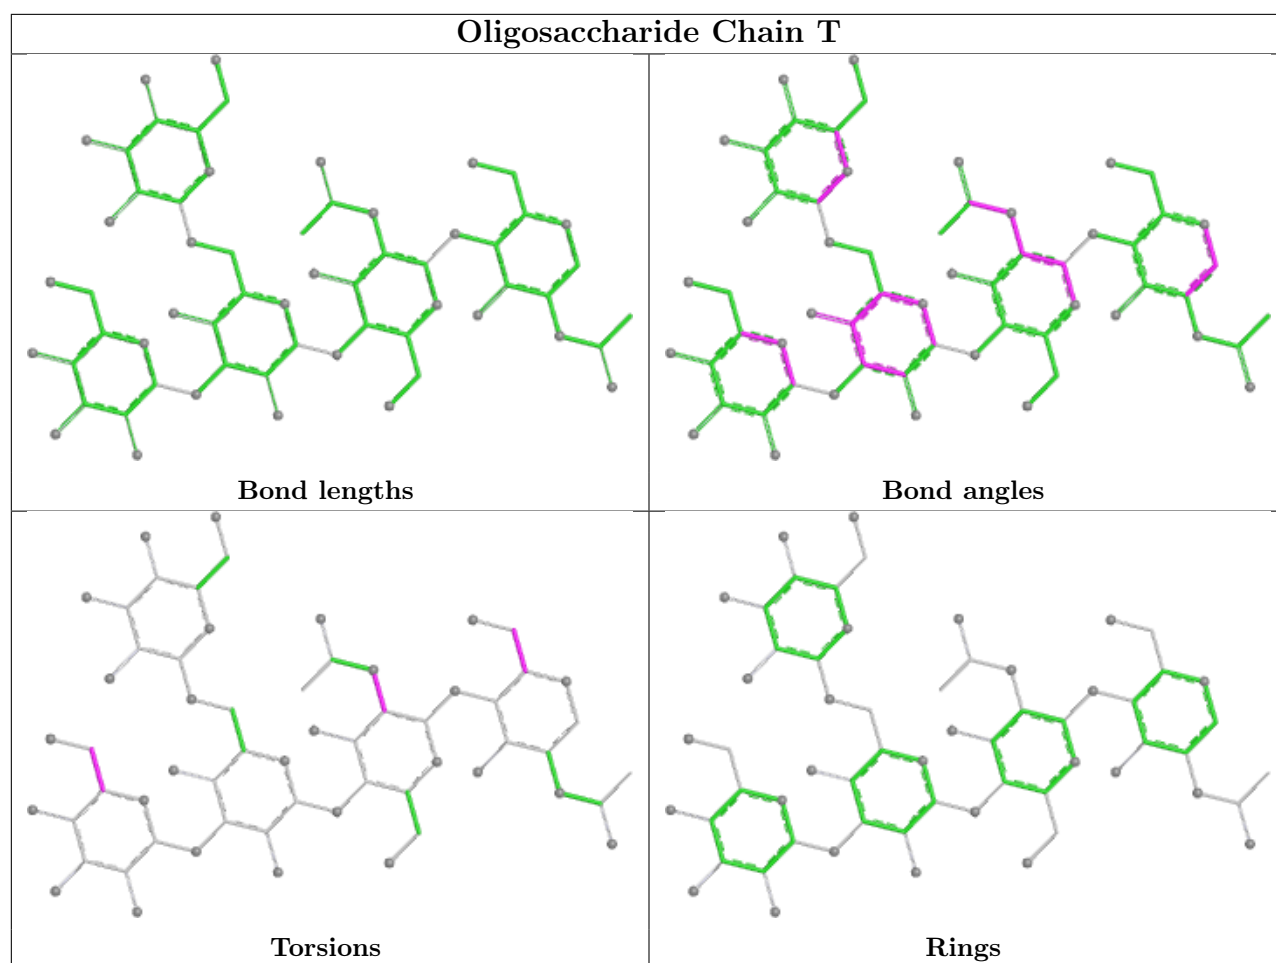 Oligosaccharide Chain T
Bond lengths
Bond angles
Torsions
Rings